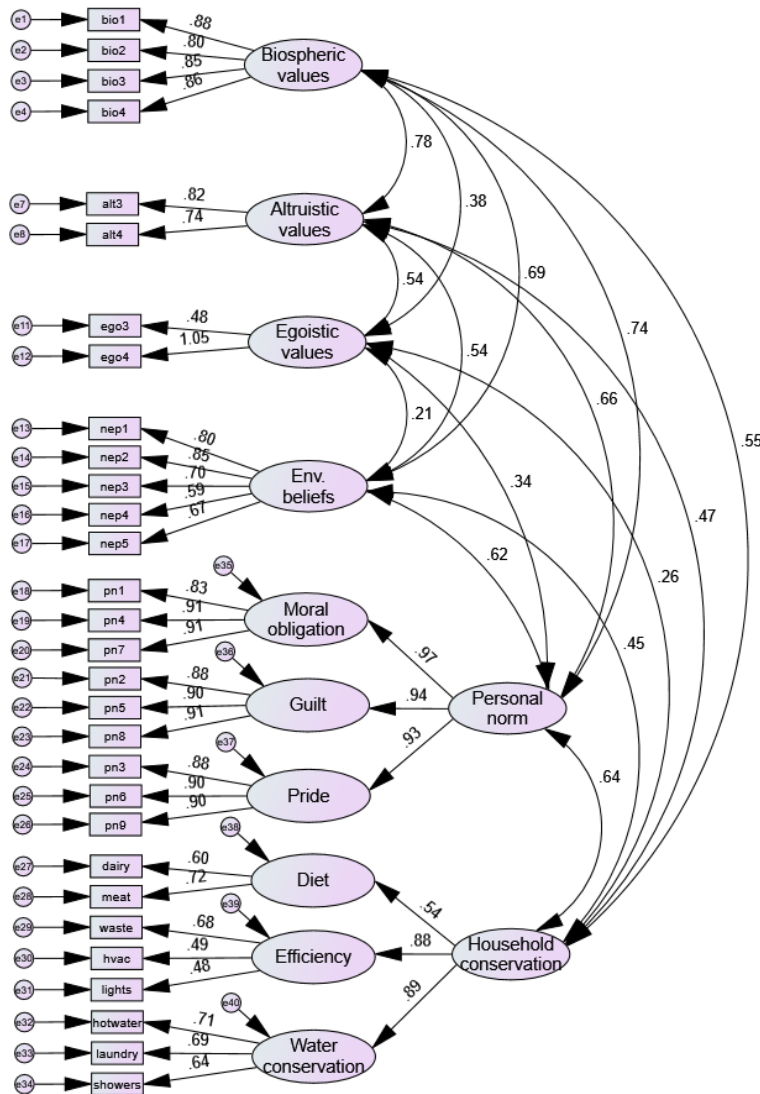 e1 bio1 .88
e2 bio2 .80
e3 bio3 .85
e4 bio4 .86
Biospheric
values
.78
e7 alt3 .82
e8 alt4 .74
Altruistic
values
.38
.54
.69
e11 ego3 .48
e12 ego4 1.05
Egoistic
values
.54
.74
.66
.21
.55
e13 nep1 .80
e14 nep2 .85
e15 nep3 .70
e16 nep4 .59
e17 nep5 .67
Env.
beliefs
.34
.47
.62
.26
.45
e35
e18 pn1 .83
e19 pn4 .91
e20 pn7 .91
Moral
obligation
.97
e36
e21 pn2 .88
e22 pn5 .90
e23 pn8 .91
Guilt
.94
Personal
norm
e37
e24 pn3 .88
e25 pn6 .90
e26 pn9 .90
Pride
.93
.64
e38
e27 dairy .60
e28 meat .72
Diet
.54
e39
e29 waste .68
e30 hvac .49
e31 lights .48
Efficiency
.88
Household
conservation
e40
e32 hotwater .71
e33 laundry .69
e34 showers .64
Water
conservation
.89